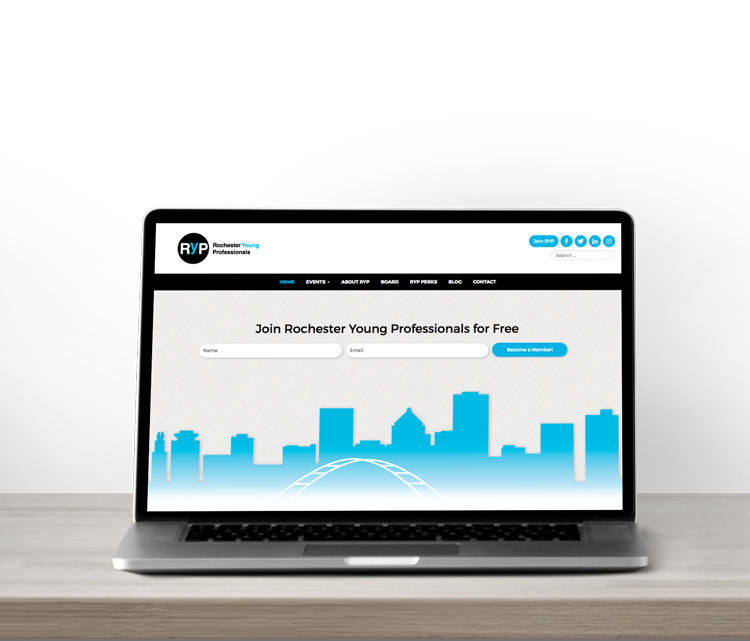 RyP
Rochester Young
Professionals
Join RYP
Search ...
HOME EVENTS ABOUT RYP BOARD RYP PERKS BLOG CONTACT
Join Rochester Young Professionals for Free
Name Email Become a Member!